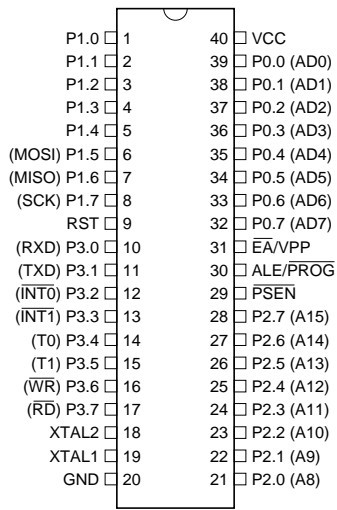 P1.0 1 40 VCC
P1.1 2 39 P0.0 (AD0)
P1.2 3 38 P0.1 (AD1)
P1.3 4 37 P0.2 (AD2)
P1.4 5 36 P0.3 (AD3)
(MOSI) P1.5 6 35 P0.4 (AD4)
(MISO) P1.6 7 34 P0.5 (AD5)
(SCK) P1.7 8 33 P0.6 (AD6)
RST 9 32 P0.7 (AD7)
(RXD) P3.0 10 31 E̅A̅/VPP
(TXD) P3.1 11 30 ALE/P̅R̅O̅G̅
(I̅N̅T̅0̅) P3.2 12 29 P̅S̅E̅N̅
(I̅N̅T̅1̅) P3.3 13 28 P2.7 (A15)
(T0) P3.4 14 27 P2.6 (A14)
(T1) P3.5 15 26 P2.5 (A13)
(W̅R̅) P3.6 16 25 P2.4 (A12)
(R̅D̅) P3.7 17 24 P2.3 (A11)
XTAL2 18 23 P2.2 (A10)
XTAL1 19 22 P2.1 (A9)
GND 20 21 P2.0 (A8)